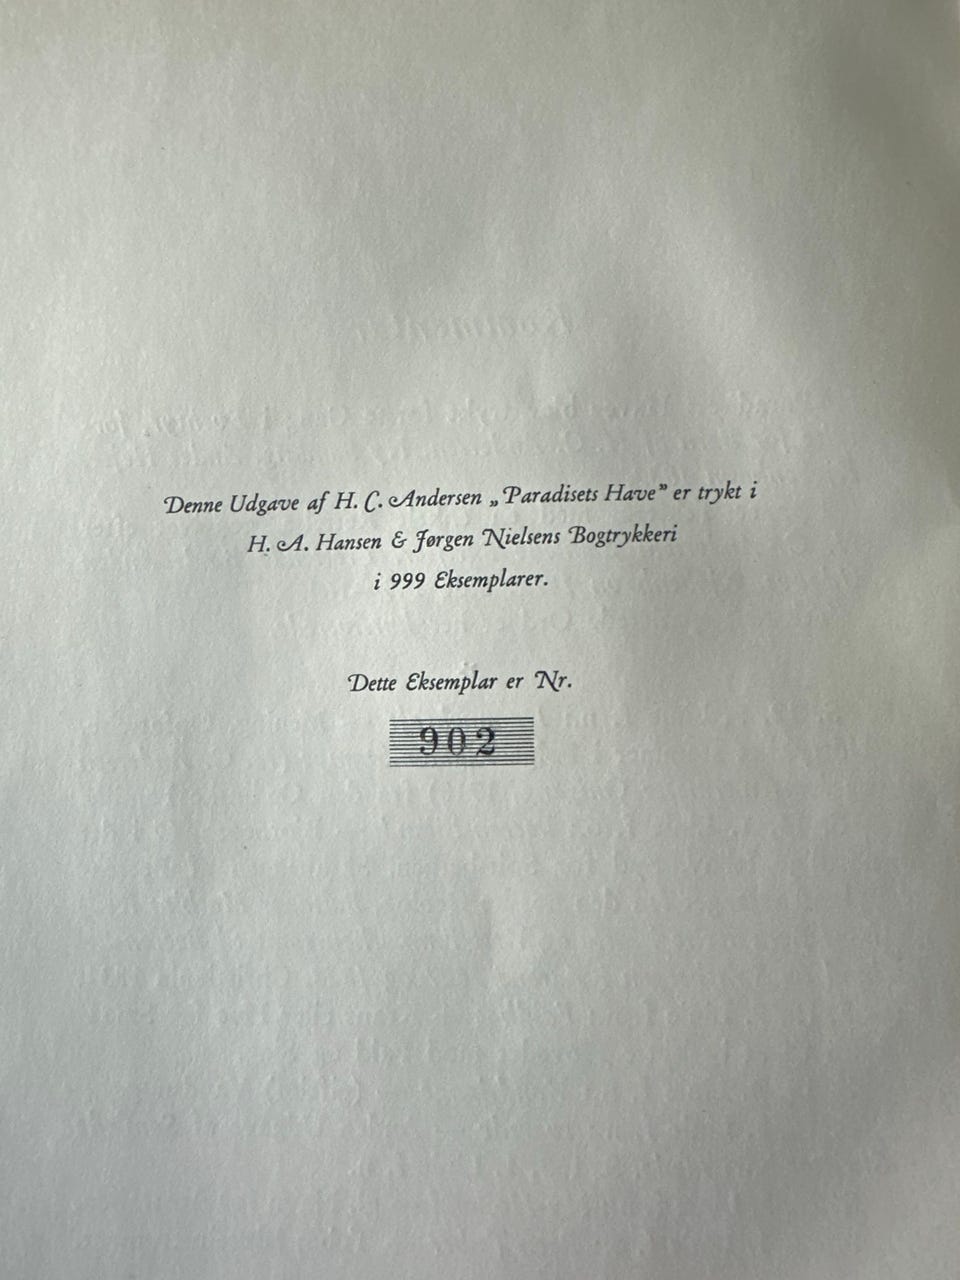 Denne Udgave af H. C. Andersen „Paradisets Have” er trykt i
H. A. Hansen & Jørgen Nielsens Bogtrykkeri
i 999 Eksemplarer.
Dette Eksemplar er Nr.
902